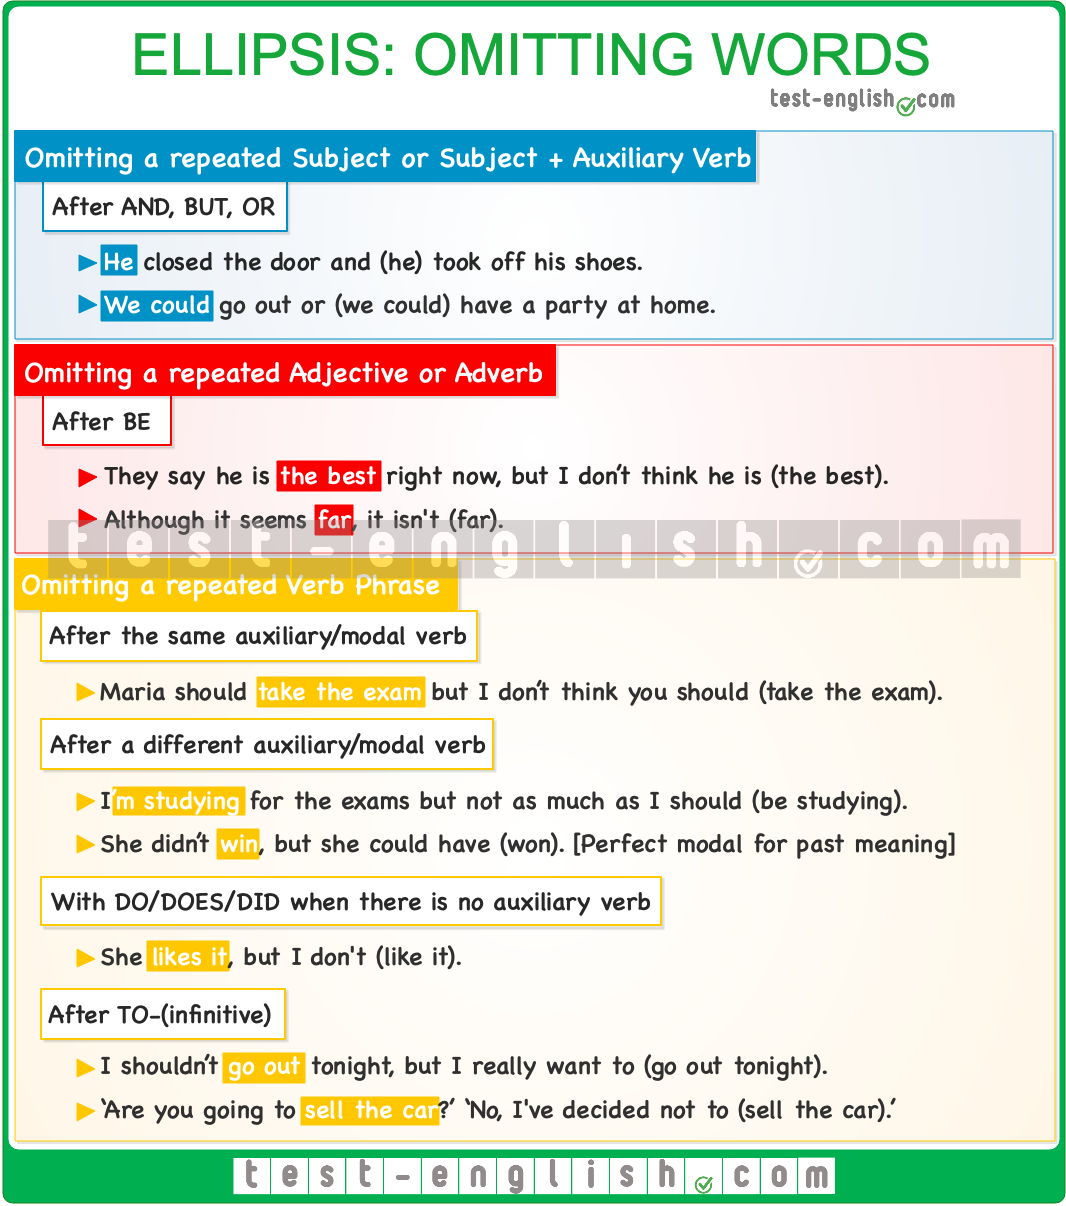 ELLIPSIS: OMITTING WORDS
test-english.com
Omitting a repeated Subject or Subject + Auxiliary Verb
After AND, BUT, OR
He closed the door and (he) took off his shoes.
We could go out or (we could) have a party at home.
Omitting a repeated Adjective or Adverb
After BE
They say he is the best right now, but I don't think he is (the best).
Although it seems far, it isn't (far).
test-english.com
Omitting a repeated Verb Phrase
After the same auxiliary/modal verb
Maria should take the exam but I don't think you should (take the exam).
After a different auxiliary/modal verb
I'm studying for the exams but not as much as I should (be studying).
She didn't win, but she could have (won). [Perfect modal for past meaning]
With DO/DOES/DID when there is no auxiliary verb
She likes it, but I don't (like it).
After TO-(infinitive)
I shouldn't go out tonight, but I really want to (go out tonight).
‘Are you going to sell the car?’ ‘No, I've decided not to (sell the car).’
test-english.com